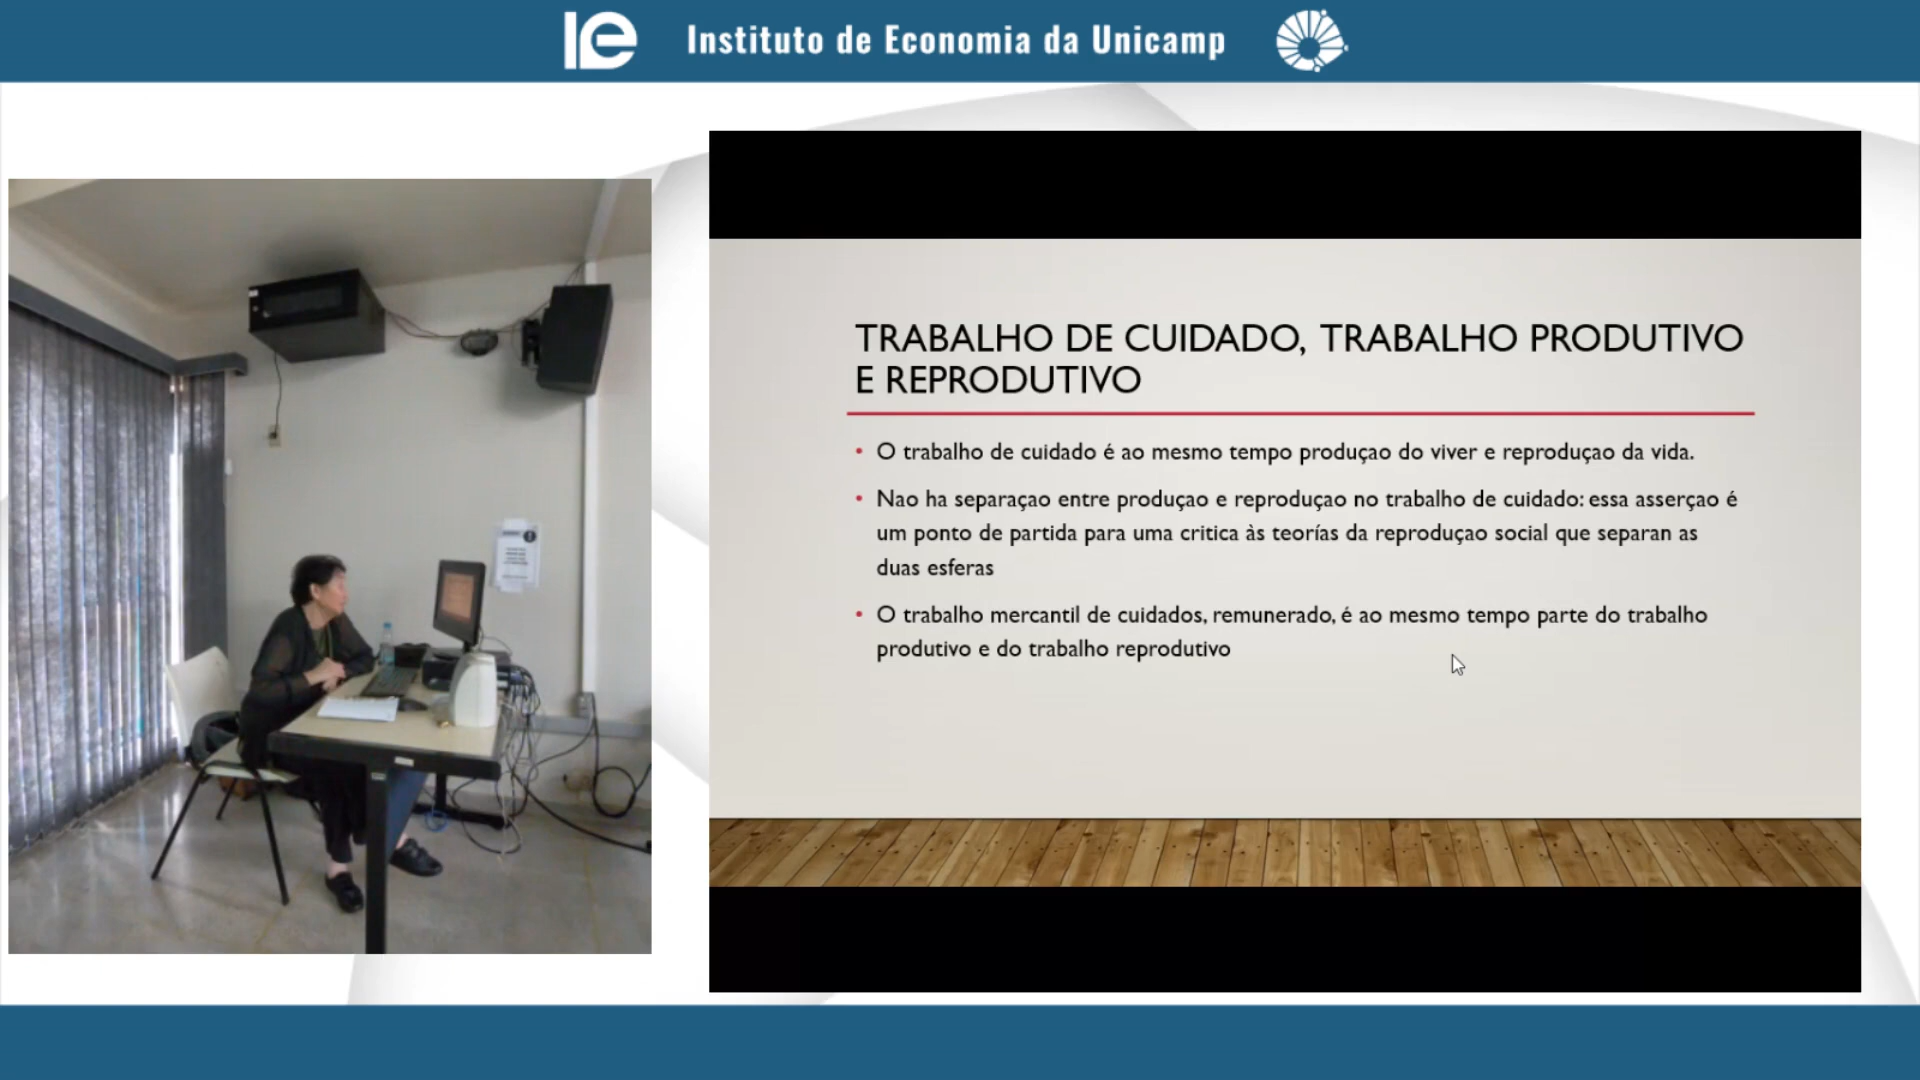 Instituto de Economia da Unicamp
TRABALHO DE CUIDADO, TRABALHO PRODUTIVO
E REPRODUTIVO
• O trabalho de cuidado é ao mesmo tempo produçao do viver e reproduçao da vida.
• Nao ha separaçao entre produçao e reproduçao no trabalho de cuidado: essa asserçao é
um ponto de partida para uma critica às teorías da reproduçao social que separan as
duas esferas
• O trabalho mercantil de cuidados, remunerado, é ao mesmo tempo parte do trabalho
produtivo e do trabalho reprodutivo